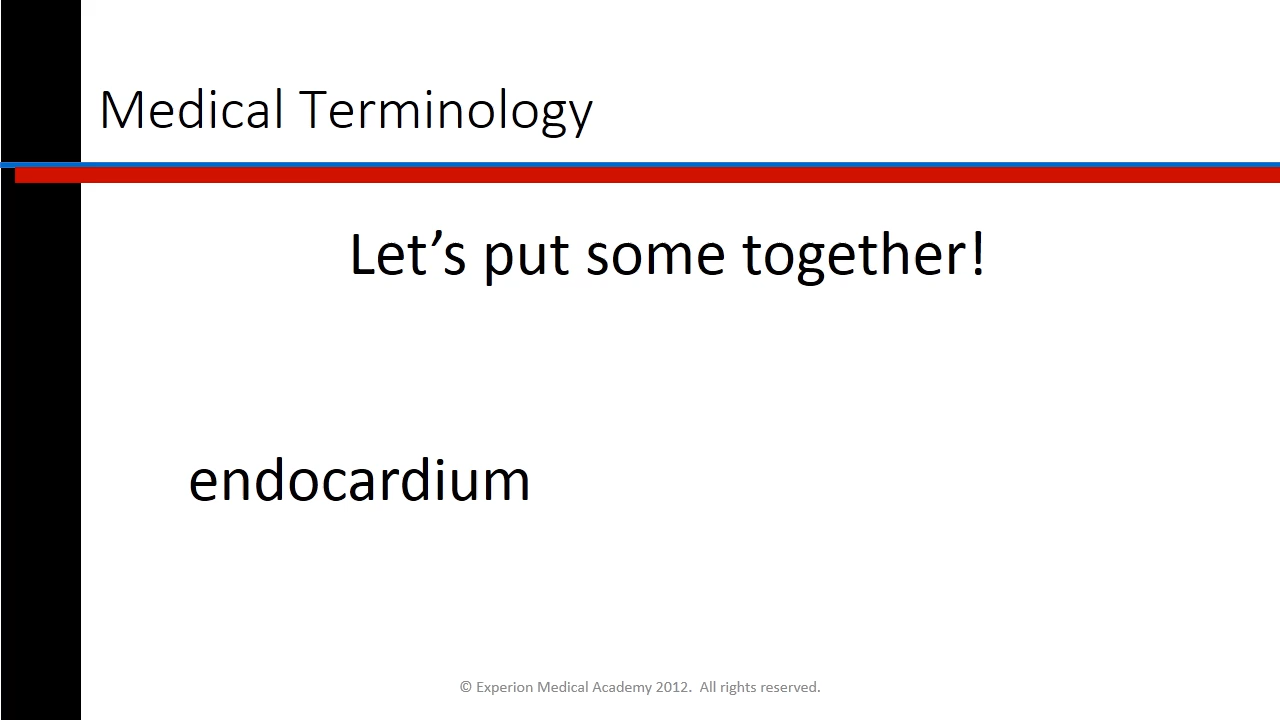 Medical Terminology
Let’s put some together!
endocardium
© Experion Medical Academy 2012.  All rights reserved.